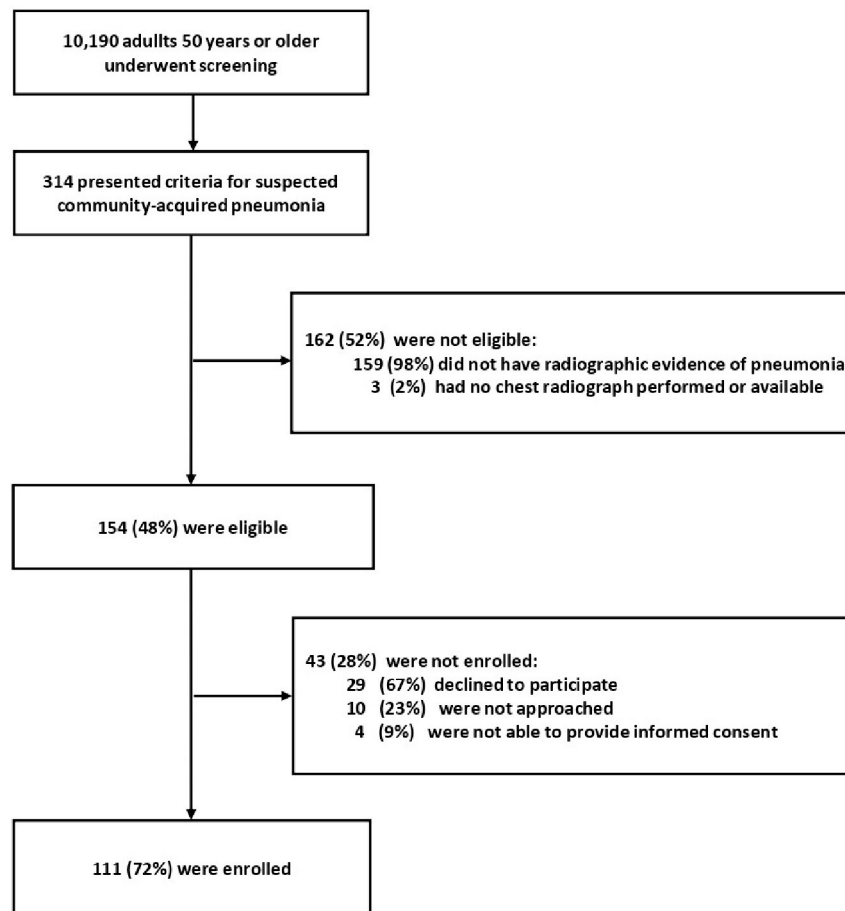 10,190 adullts 50 years or older
underwent screening
314 presented criteria for suspected
community-acquired pneumonia
162 (52%) were not eligible:
159 (98%) did not have radiographic evidence of pneumonia
3 (2%) had no chest radiograph performed or available
154 (48%) were eligible
43 (28%) were not enrolled:
29 (67%) declined to participate
10 (23%) were not approached
4 (9%) were not able to provide informed consent
111 (72%) were enrolled